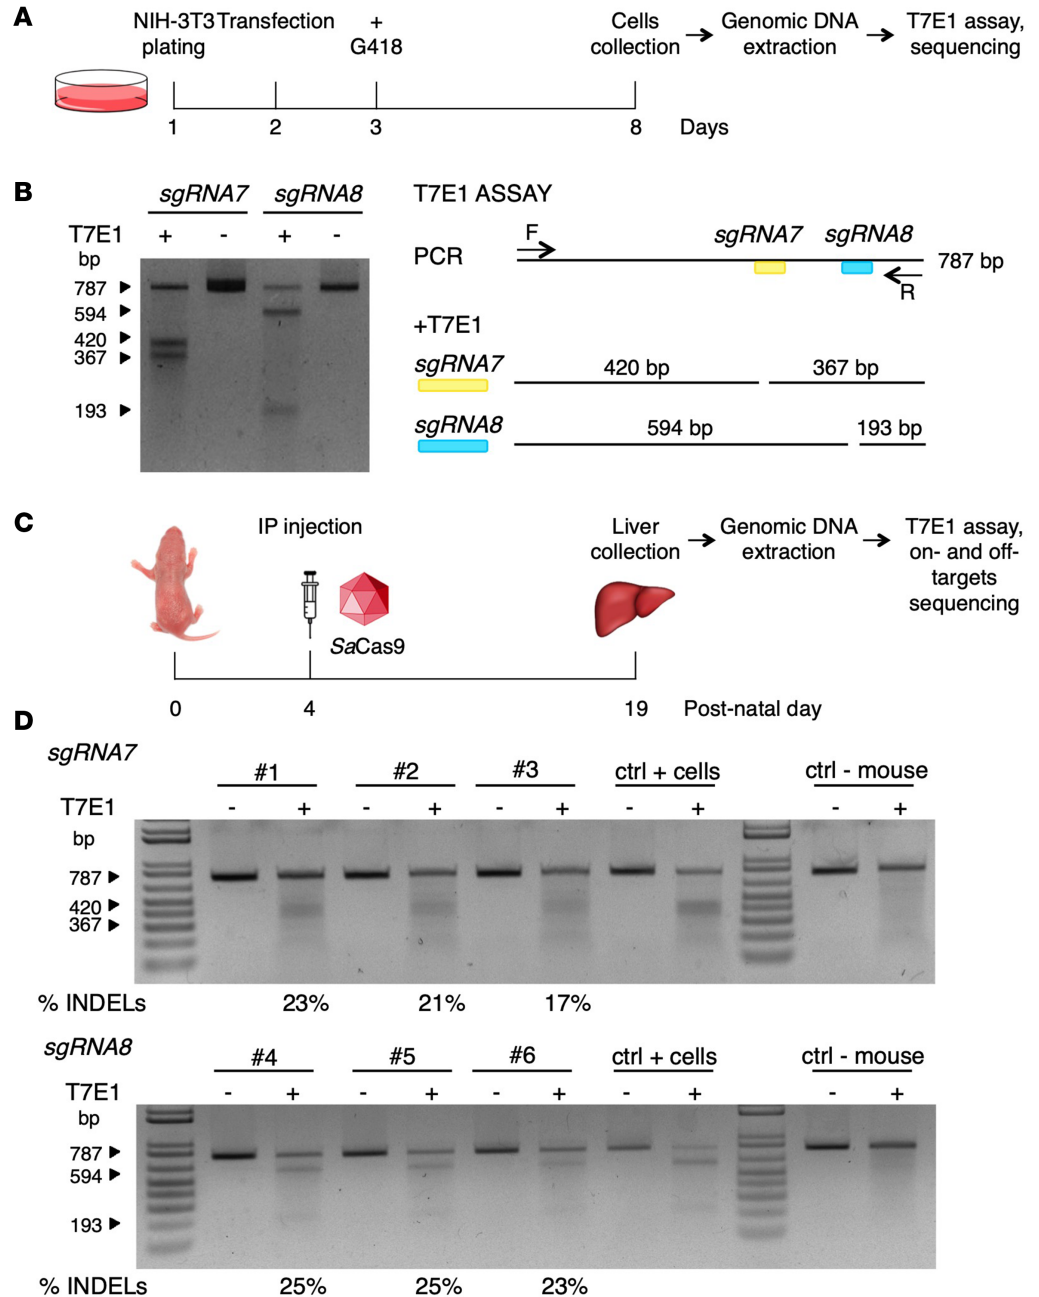 A
NIH-3T3 Transfection + Cells Genomic DNA T7E1 assay,
plating G418 collection → extraction → sequencing
1 2 3 8 Days
B
sgRNA7 sgRNA8
T7E1 + - + -
bp
787
594
420
367
193
T7E1 ASSAY
F sgRNA7 sgRNA8
PCR 787 bp
R
+T7E1
sgRNA7 420 bp 367 bp
sgRNA8 594 bp 193 bp
C
IP injection Liver Genomic DNA T7E1 assay,
collection → extraction → on- and off-
targets
sequencing
SaCas9
0 4 19 Post-natal day
D
sgRNA7
#1 #2 #3 ctrl + cells ctrl - mouse
T7E1 - + - + - + - + - +
bp
787
420
367
% INDELs 23% 21% 17%
sgRNA8
#4 #5 #6 ctrl + cells ctrl - mouse
T7E1 - + - + - + - + - +
bp
787
594
193
% INDELs 25% 25% 23%